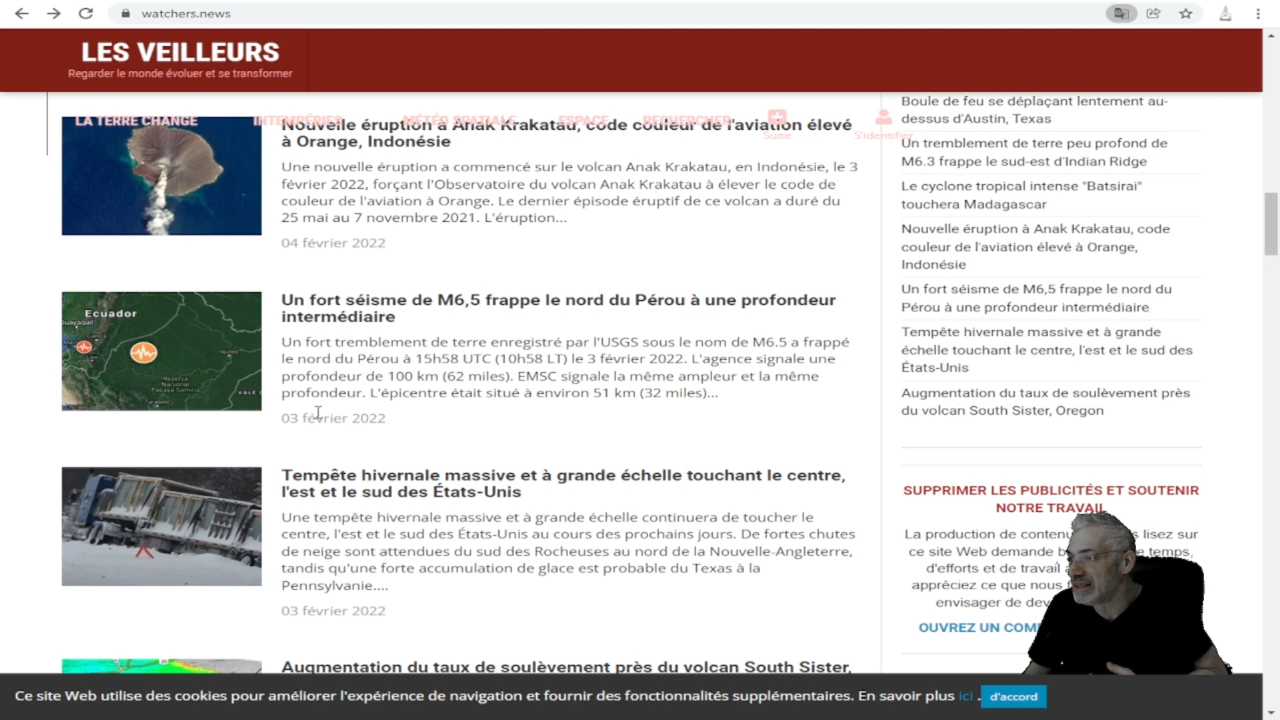 watchers.news
LES VEILLEURS
Regarder le monde évoluer et se transformer
LA TERRE CHANGE
INTEMPÉRIES
MÉTÉO SPATIALE
ESPACE
RECHERCHER
Suite
S'identifier
Nouvelle éruption à Anak Krakatau, code couleur de l'aviation élevé
à Orange, Indonésie
Une nouvelle éruption a commencé sur le volcan Anak Krakatau, en Indonésie, le 3
février 2022, forçant l'Observatoire du volcan Anak Krakatau à élever le code de
couleur de l'aviation à Orange. Le dernier épisode éruptif de ce volcan a duré du
25 mai au 7 novembre 2021. L'éruption...
04 février 2022
Ecuador
Un fort séisme de M6,5 frappe le nord du Pérou à une profondeur
intermédiaire
Un fort tremblement de terre enregistré par l'USGS sous le nom de M6.5 a frappé
le nord du Pérou à 15h58 UTC (10h58 LT) le 3 février 2022. L'agence signale une
profondeur de 100 km (62 miles). EMSC signale la même ampleur et la même
profondeur. L'épicentre était situé à environ 51 km (32 miles)...
03 février 2022
Tempête hivernale massive et à grande échelle touchant le centre,
l'est et le sud des États-Unis
Une tempête hivernale massive et à grande échelle continuera de toucher le
centre, l'est et le sud des États-Unis au cours des prochains jours. De fortes chutes
de neige sont attendues du sud des Rocheuses au nord de la Nouvelle-Angleterre,
tandis qu'une forte accumulation de glace est probable du Texas à la
Pennsylvanie....
03 février 2022
Augmentation du taux de soulèvement près du volcan South Sister,
Boule de feu se déplaçant lentement au-
dessus d'Austin, Texas
Un tremblement de terre peu profond de
M6.3 frappe le sud-est d'Indian Ridge
Le cyclone tropical intense "Batsirai"
touchera Madagascar
Nouvelle éruption à Anak Krakatau, code
couleur de l'aviation élevé à Orange,
Indonésie
Un fort séisme de M6,5 frappe le nord du
Pérou à une profondeur intermédiaire
Tempête hivernale massive et à grande
échelle touchant le centre, l'est et le sud des
États-Unis
Augmentation du taux de soulèvement près
du volcan South Sister, Oregon
SUPPRIMER LES PUBLICITÉS ET SOUTENIR
NOTRE TRAVAIL
La production de lisez sur
ce site Web demande temps,
d'efforts et de travail
appréciez ce que nous
envisager de
OUVREZ UN
Ce site Web utilise des cookies pour améliorer l'expérience de navigation et fournir des fonctionnalités supplémentaires. En savoir plus ici . d'accord